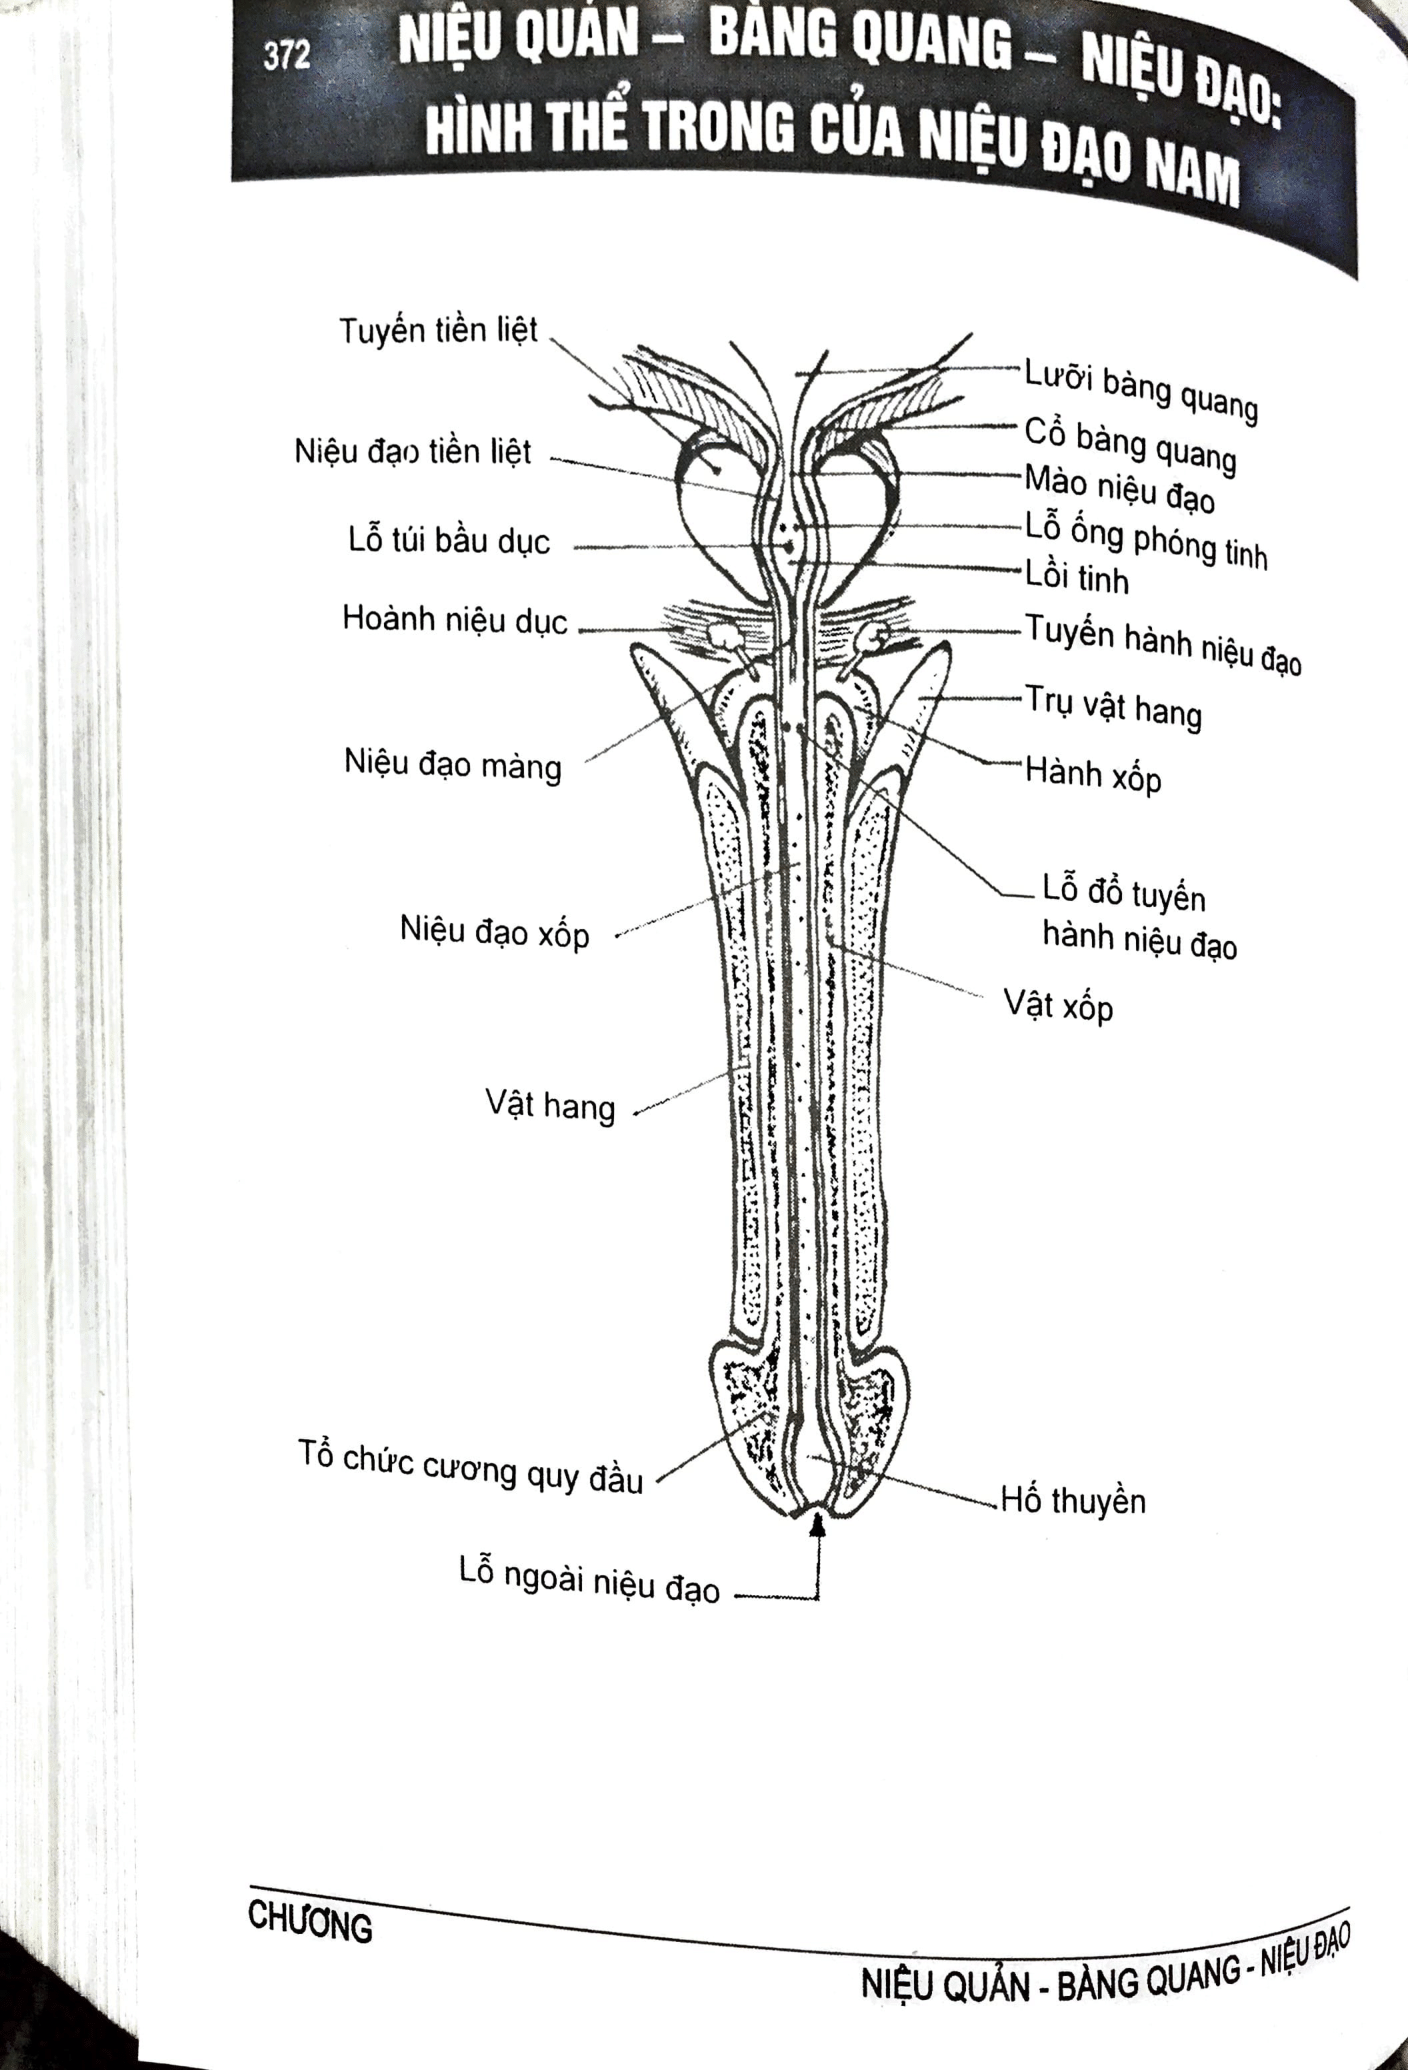 372
NIỆU QUẢN – BÀNG QUANG – NIỆU ĐẠO:
HÌNH THỂ TRONG CỦA NIỆU ĐẠO NAM
Tuyến tiền liệt
Lưỡi bàng quang
Cổ bàng quang
Niệu đạo tiền liệt
Mào niệu đạo
Lỗ túi bầu dục
Lỗ ống phóng tinh
Lồi tinh
Hoành niệu dục
Tuyến hành niệu đạo
Trụ vật hang
Niệu đạo màng
Hành xốp
Lỗ đổ tuyến
hành niệu đạo
Niệu đạo xốp
Vật xốp
Vật hang
Tổ chức cương quy đầu
Hố thuyền
Lỗ ngoài niệu đạo
CHƯƠNG
NIỆU QUẢN - BÀNG QUANG - NIỆU ĐẠO